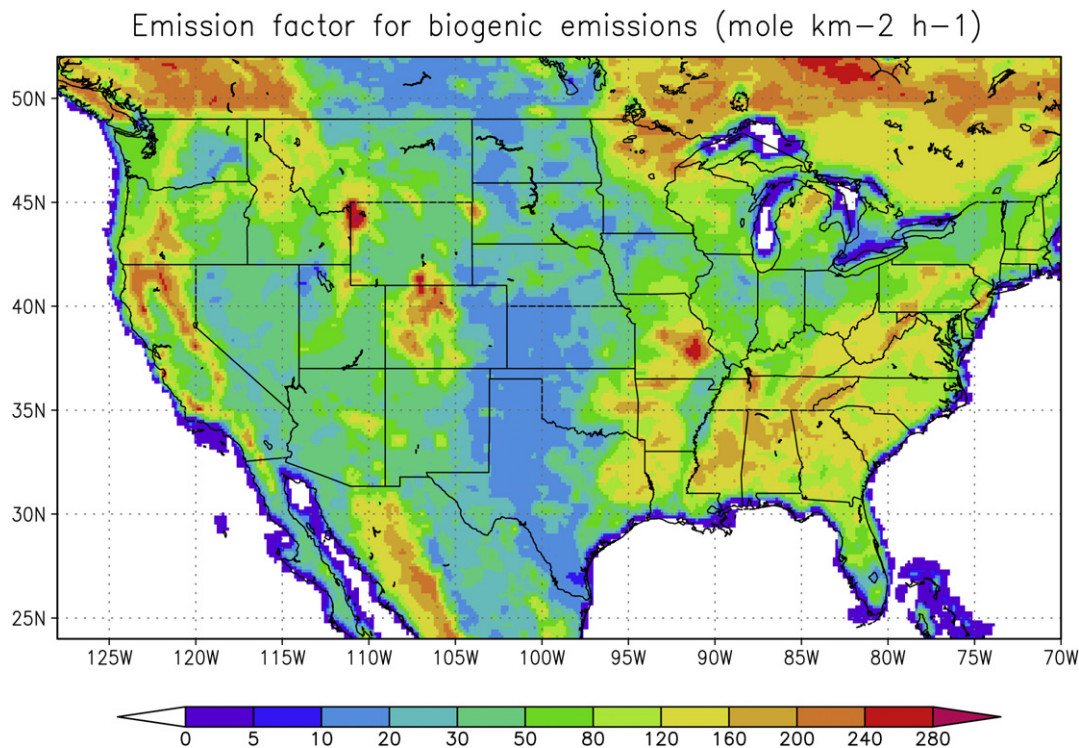 Emission factor for biogenic emissions (mole km−2 h−1)
50N
45N
40N
35N
30N
25N
125W 120W 115W 110W 105W 100W 95W 90W 85W 80W 75W 70W
0 5 10 20 30 50 80 120 160 200 240 280